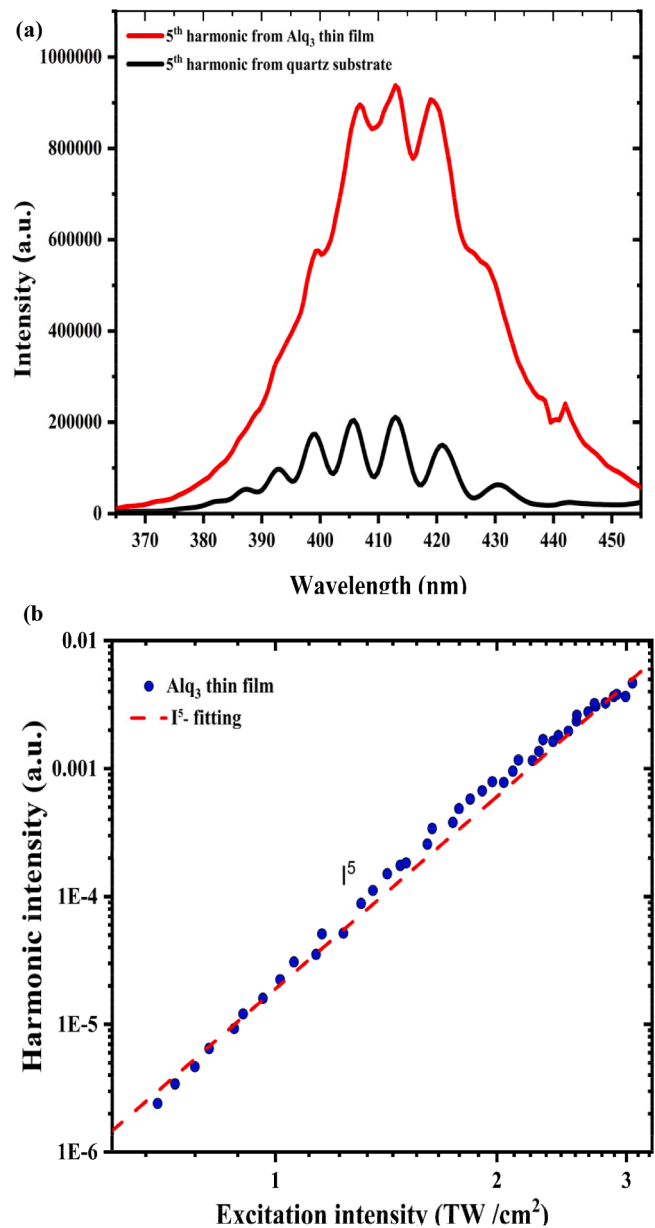 (a)
5th harmonic from Alq3 thin film
5th harmonic from quartz substrate
1000000
800000
600000
400000
200000
0
Intensity (a.u.)
370 380 390 400 410 420 430 440 450
Wavelength (nm)
(b)
0.01
Alq3 thin film
I5- fitting
0.001
I5
1E-4
1E-5
1E-6
Harmonic intensity (a.u.)
1 2 3
Excitation intensity (TW /cm2)